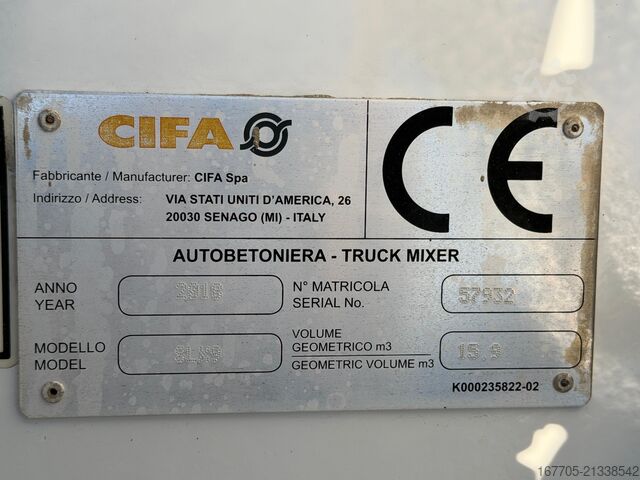 CIFA
CE
Fabbricante / Manufacturer: CIFA Spa
Indirizzo / Address: VIA STATI UNITI D'AMERICA, 26
20030 SENAGO (MI) - ITALY
AUTOBETONIERA - TRUCK MIXER
ANNO
YEAR
2018
N° MATRICOLA
SERIAL No.
57932
MODELLO
MODEL
VOLUME
GEOMETRICO m3
GEOMETRIC VOLUME m3
15.9
K000235822-02
167705-21338542